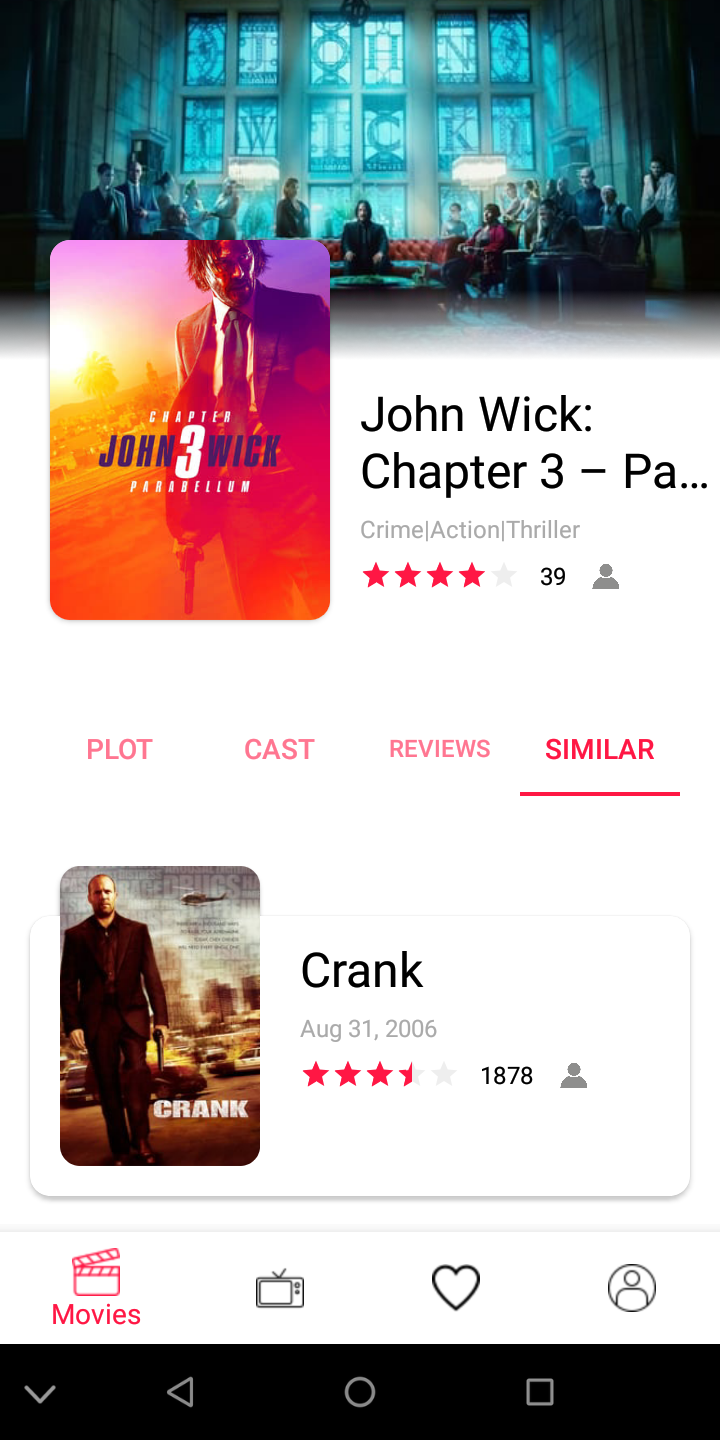 JOHN
WICK
CHAPTER
JOHN 3 WICK
PARABELLUM
John Wick:
Chapter 3 – Pa...
Crime|Action|Thriller
39
PLOT
CAST
REVIEWS
SIMILAR
CRANK
Crank
Aug 31, 2006
1878
Movies